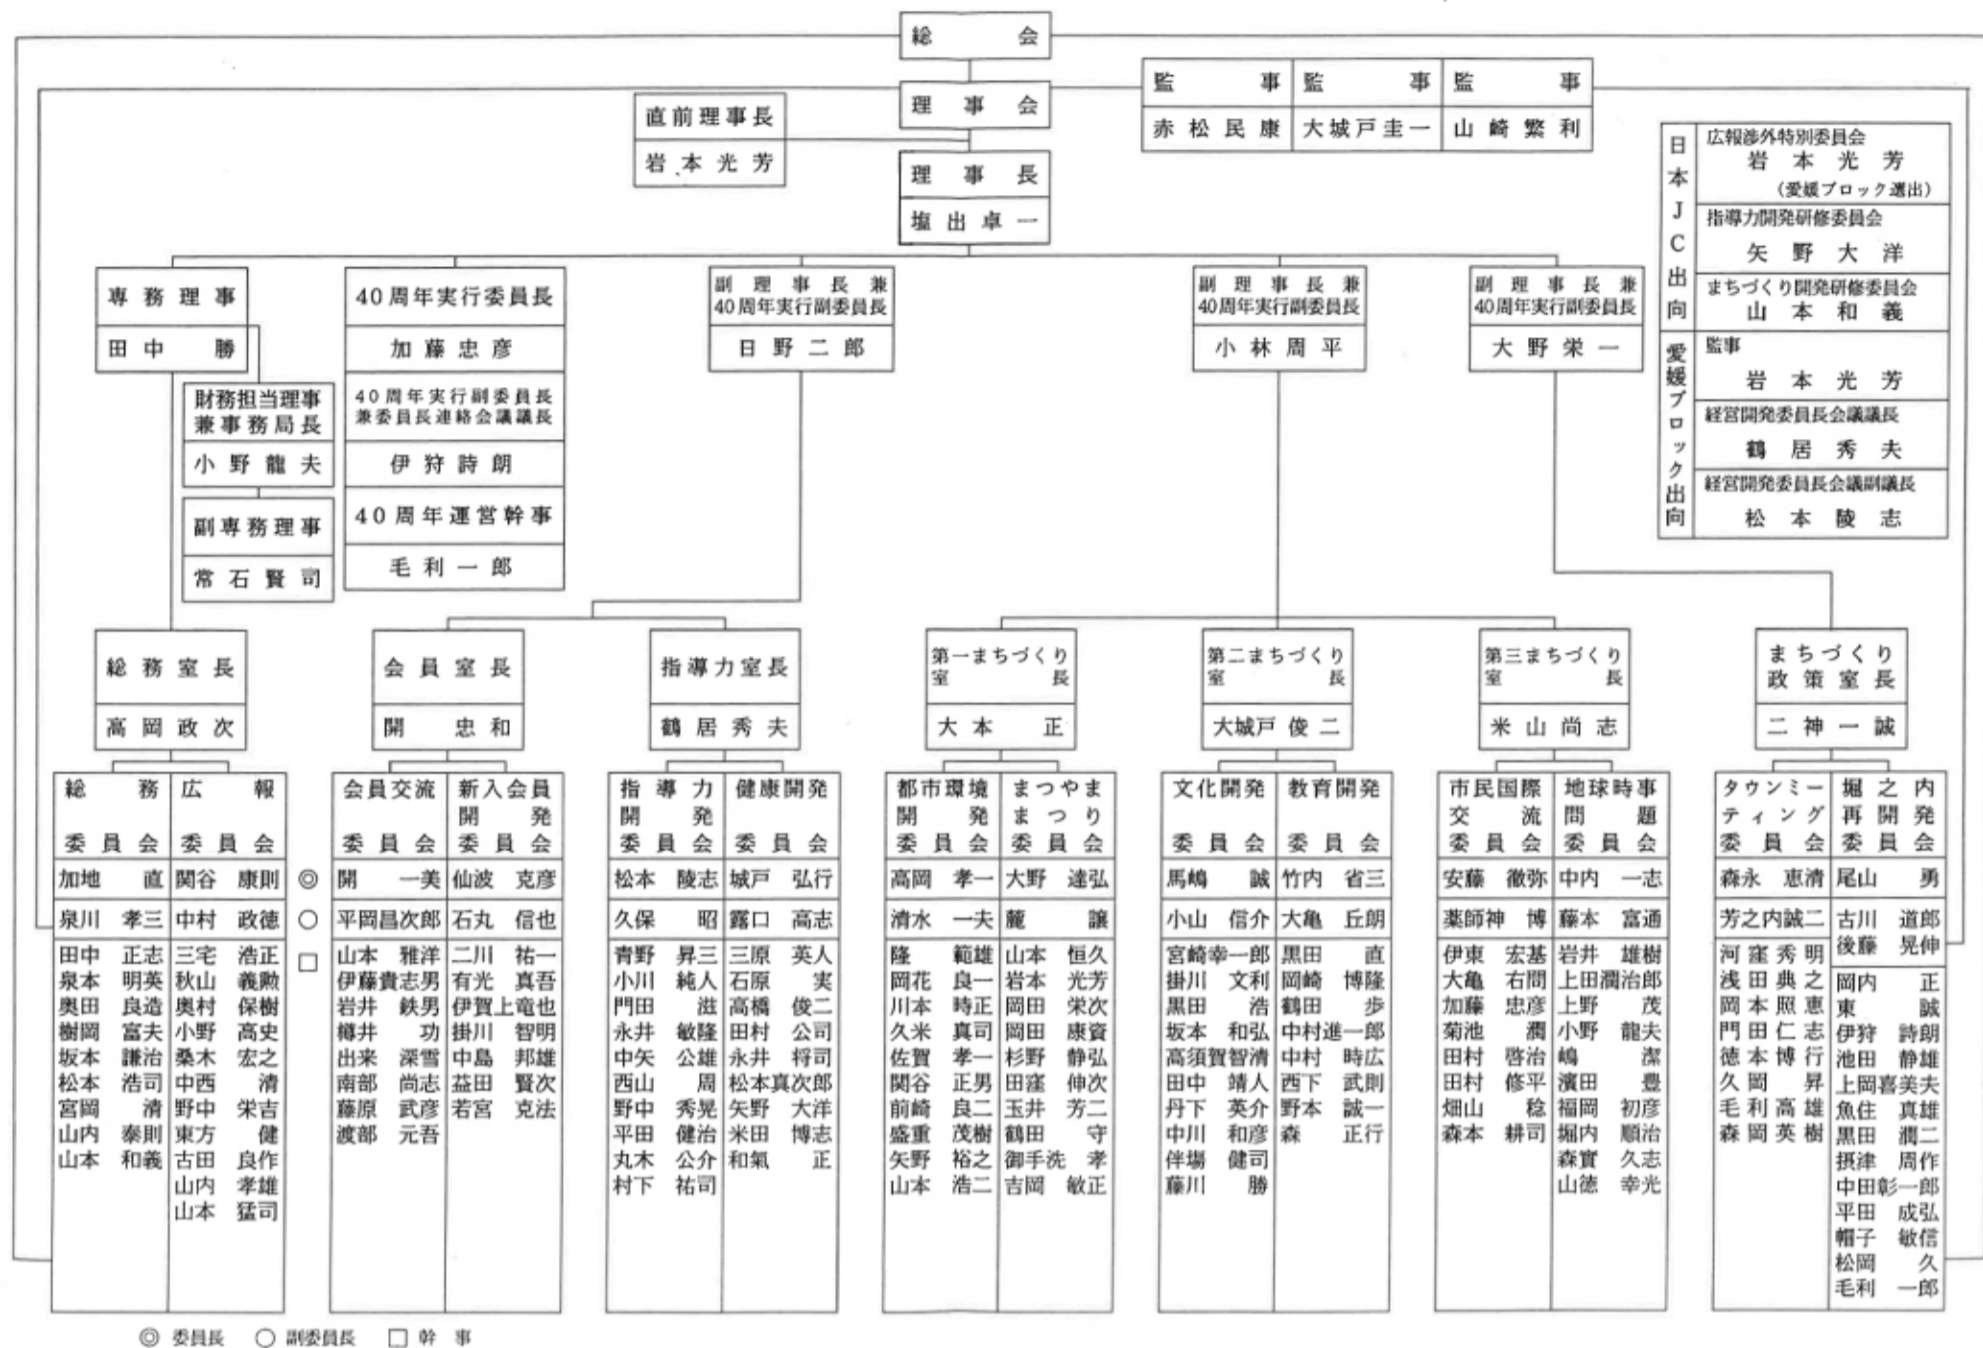 総会
理事会
監事 監事 監事
赤松民康 大城戸圭一 山崎繁利
直前理事長
岩本光芳
理事長
塩出卓一
日本JC出向
広報渉外特別委員会
岩本光芳
(愛媛ブロック選出)
指導力開発研修委員会
矢野大洋
まちづくり開発研修委員会
山本和義
愛媛ブロック出向
監事
岩本光芳
経営開発委員長会議議長
鶴居秀夫
経営開発委員長会議副議長
松本陵志
専務理事
田中勝
財務担当理事
兼事務局長
小野龍夫
副専務理事
常石賢司
40周年実行委員長
加藤忠彦
40周年実行副委員長
兼委員長連絡会議議長
伊狩詩朗
40周年運営幹事
毛利一郎
副理事長兼
40周年実行副委員長
日野二郎
副理事長兼
40周年実行副委員長
小林周平
副理事長兼
40周年実行副委員長
大野栄一
総務室長
高岡政次
会員室長
開忠和
指導力室長
鶴居秀夫
第一まちづくり
室長
大本正
第二まちづくり
室長
大城戸俊二
第三まちづくり
室長
米山尚志
まちづくり
政策室長
二神一誠
総務
委員会
加地直
泉川孝三
田中正志
泉本明英
奥田良造
樹岡富夫
坂本謙治
松本浩司
宮岡清
山内泰則
山本和義
広報
委員会
関谷康則
中村政徳
三宅浩正
秋山義勲
奥村保樹
小野高史
桑木宏之
中西清
野中栄吉
東方健
古田良作
山内孝雄
山本猛司
◎
○
□
会員交流
委員会
開一美
平岡昌次郎
山本雅洋
伊藤貴志男
岩井鉄男
樽井功
出来深雪
南部尚志
藤原武彦
渡部元吾
新入会員
開発
委員会
仙波克彦
石丸信也
二川祐一
有光真吾
伊賀上竜也
掛川智明
中島邦雄
益田賢次
若宮克法
指導力
開発
委員会
松本陵志
久保昭
青野昇三
小川純人
門田滋
永井敏隆
中矢公雄
西山周
野中秀晃
平田健治
丸木公介
村下祐司
健康開発
委員会
城戸弘行
露口高志
三原英人
石原実
高橋俊二
田村公司
永井将司
松本真次郎
矢野大洋
米田博志
和氣正
都市環境
開発
委員会
高岡孝一
清水一夫
隆範雄
岡花良一
川本時正
久米真司
佐賀孝一
関谷正男
前崎良二
盛重茂樹
矢野裕之
山本浩二
まつやま
まつり
委員会
大野達弘
麓譲
山本恒久
岩本光芳
岡田栄次
岡田康資
杉野静弘
田窪伸次
玉井芳二
鶴田守
御手洗孝
吉岡敏正
文化開発
委員会
馬嶋誠
小山信介
宮崎幸一郎
掛川文利
黒田浩
坂本和弘
高須賀智清
田中靖人
丹下英介
中川和彦
伴場健司
藤川勝
教育開発
委員会
竹内省三
大亀丘朗
黒田直
岡崎博隆
鶴田歩
中村進一郎
中村時広
西下武則
野本誠一
森正行
市民国際
交流
委員会
安藤徹弥
薬師神博
伊東宏基
大亀右問
加藤忠彦
菊池潤
田村啓治
田村修平
畑山稔
森本耕司
地球時事
問題
委員会
中内一志
藤本富通
岩井雄樹
上田潤治郎
上野茂
小野龍夫
嶋潔
濱田豊
福岡初彦
堀内順治
森實久志
山徳幸光
タウンミー
ティング
委員会
森永恵清
芳之内誠二
河窪秀明
浅田典之
岡本照恵
門田仁志
徳本博行
久岡昇
毛利高雄
森岡英樹
堀之内
再開発
委員会
尾山勇
古川道郎
後藤晃伸
岡内正
東誠
伊狩詩朗
池田静雄
上岡喜美夫
魚住真雄
黒田潤二
摂津周作
中田彰一郎
平田成弘
帽子敏信
松岡久
毛利一郎
◎ 委員長 ○ 副委員長 □ 幹事